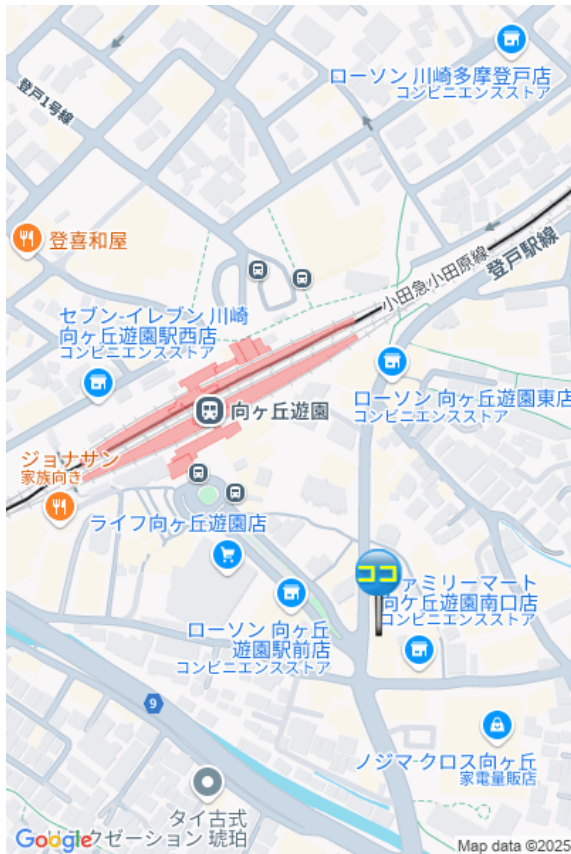 ローソン 川崎多摩登戸店
コンビニエンスストア
登戸1号線
登喜和屋
小田急小田原線
登戸駅線
セブン-イレブン 川崎
向ヶ丘遊園駅西店
コンビニエンスストア
向ヶ丘遊園
ローソン 向ヶ丘遊園東店
コンビニエンスストア
ジョナサン
家族向き
ライフ向ヶ丘遊園店
ココ
ァミリーマート
向ケ丘遊園南口店
コンビニエンスストア
ローソン 向ヶ丘
遊園駅前店
コンビニエンスストア
9
ノジマ-クロス向ヶ丘
家電量販店
タイ古式
クゼーション 琥珀
Google
Map data ©2025